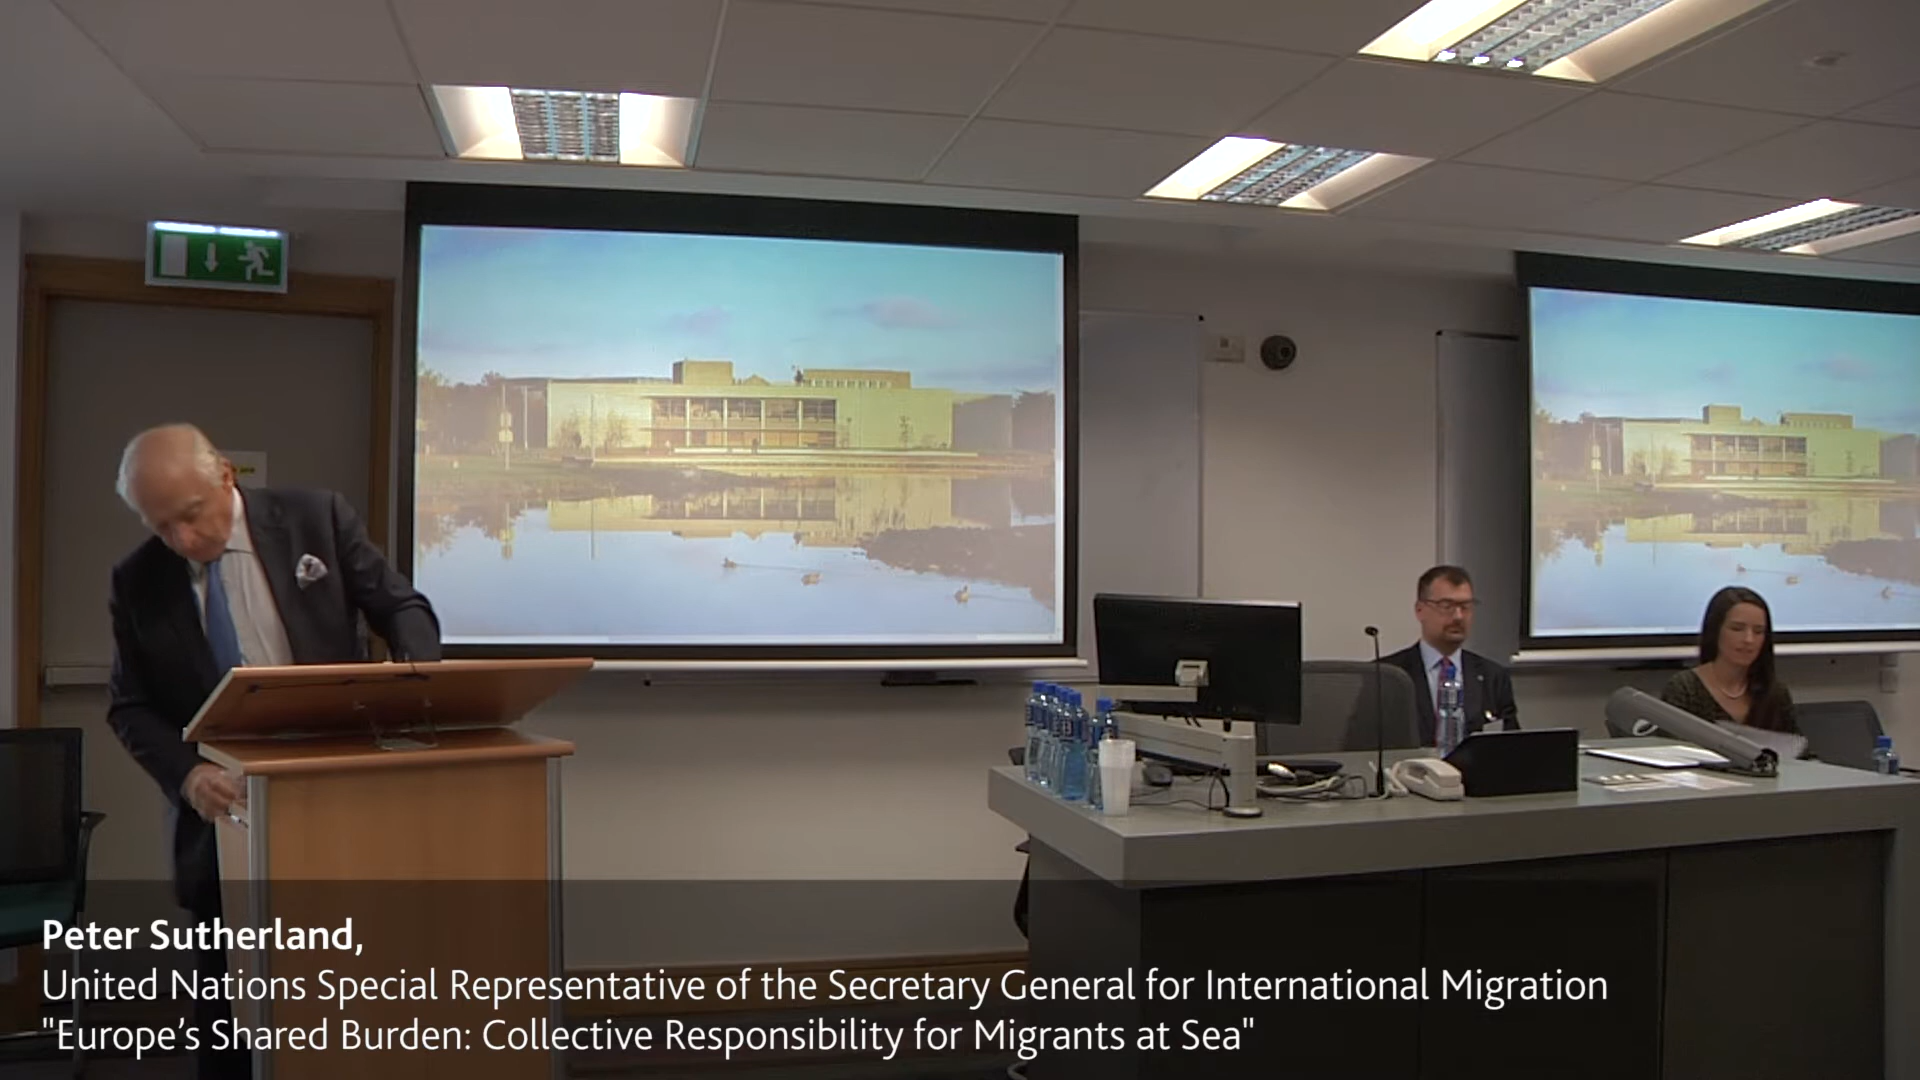 Peter Sutherland,
United Nations Special Representative of the Secretary General for International Migration
"Europe’s Shared Burden: Collective Responsibility for Migrants at Sea"